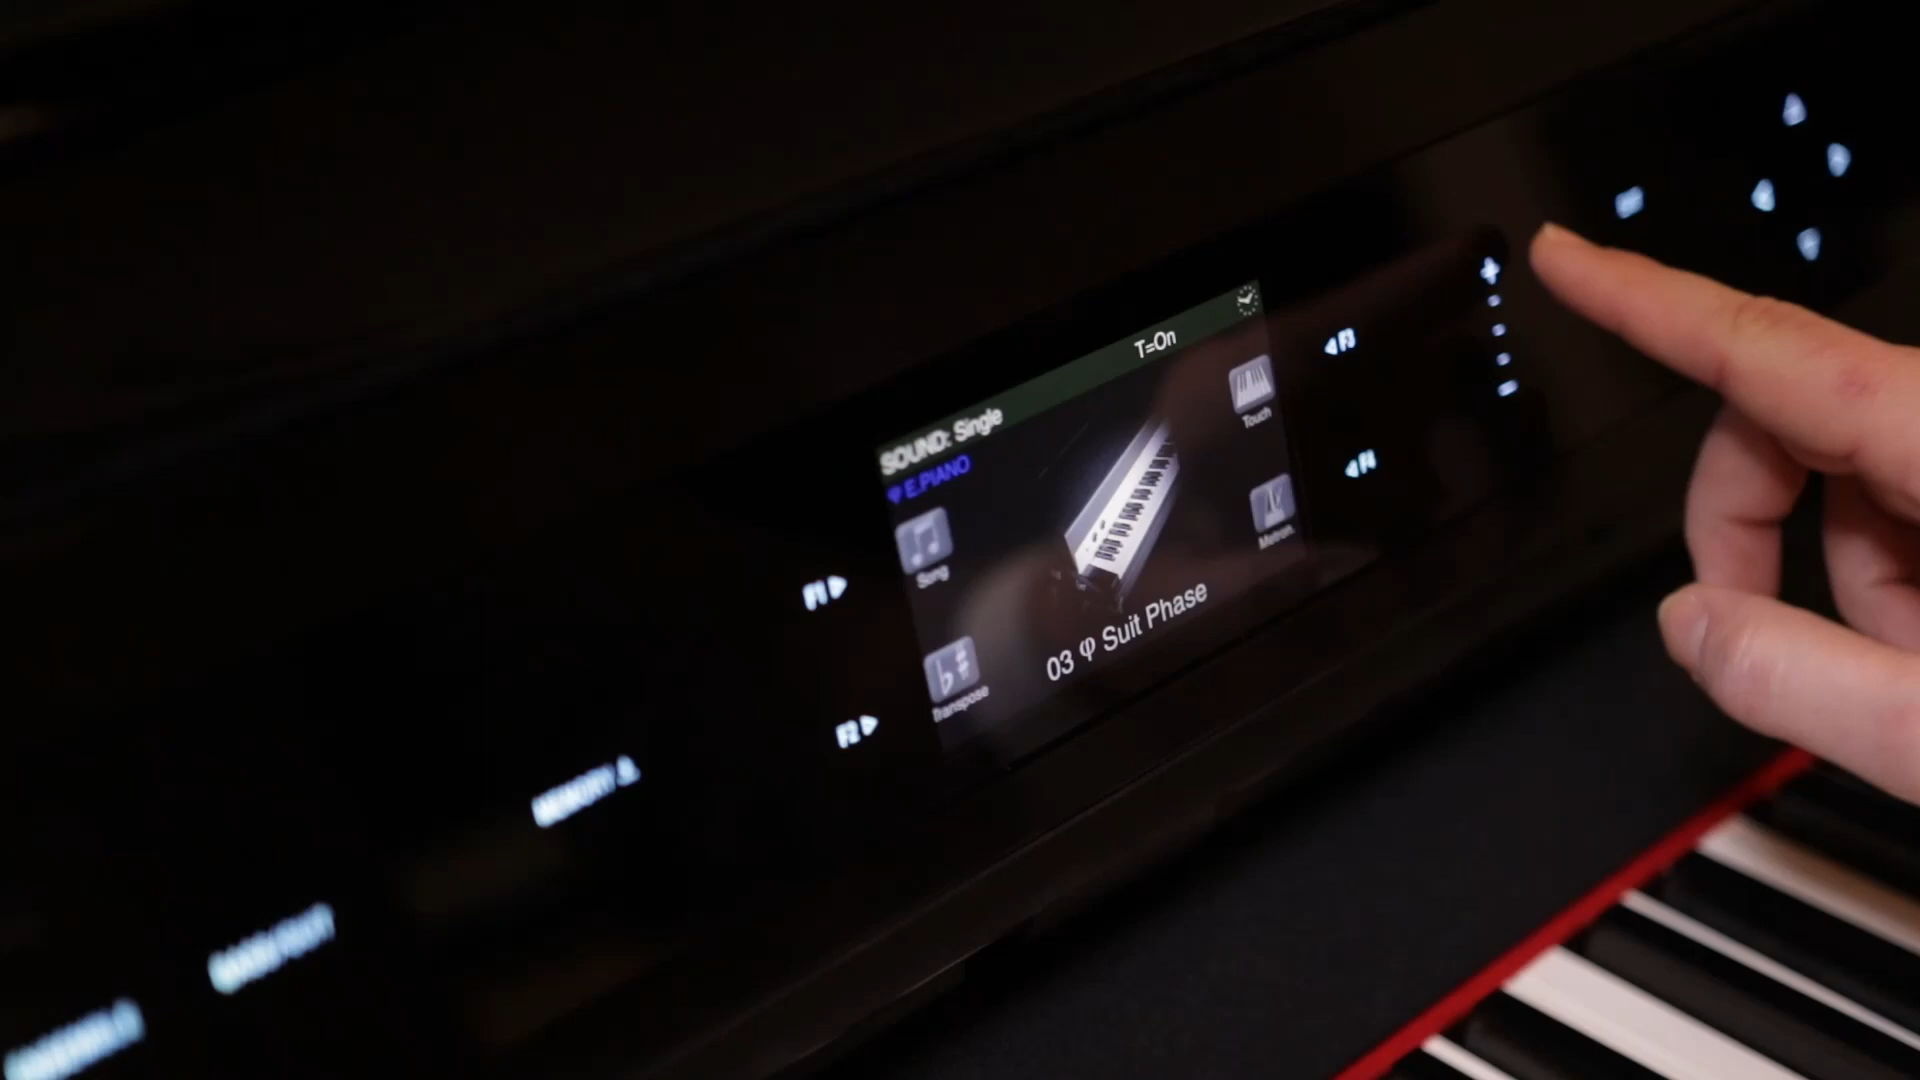 T=On
SOUND: Single
φ E.PIANO
Touch
Song
Metron.
Transpose
03 φ Suit Phase
F1
F2
F3
F4
+
-
MEMORY